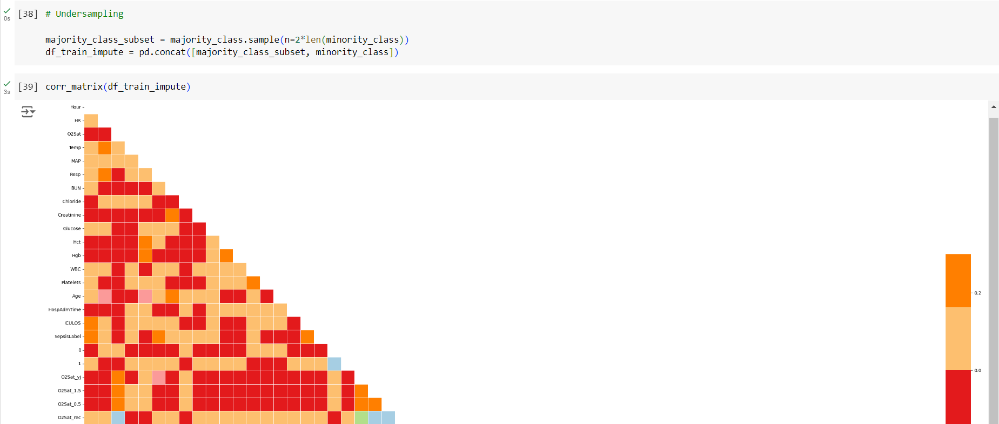 [38] # Undersampling
0s
majority_class_subset = majority_class.sample(n=2*len(minority_class))
df_train_impute = pd.concat([majority_class_subset, minority_class])
[39] corr_matrix(df_train_impute)
3s
Hour
HR
O2Sat
Temp
MAP
Resp
BUN
Chloride
Creatinine
Glucose
Hct
Hgb
WBC
Platelets
Age
HospAdmTime
ICULOS
SepsisLabel
0
1
O2Sat_yj
O2Sat_1.5
O2Sat_0.5
O2Sat_rec
0.2
0.0